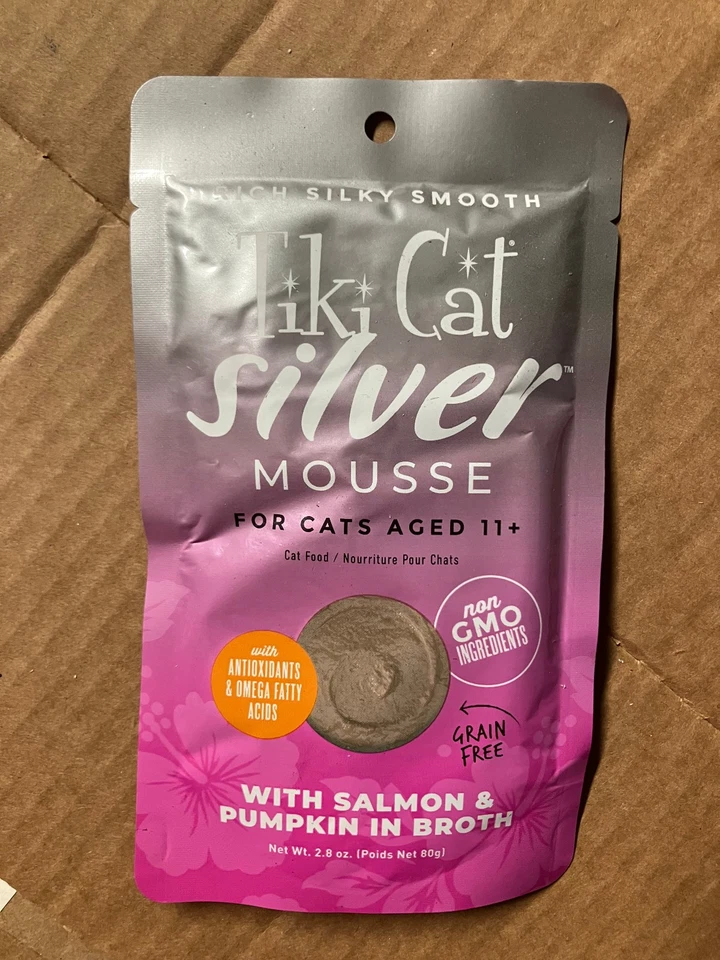 RICH SILKY SMOOTH
Tiki Cat
silver™
MOUSSE
FOR CATS AGED 11+
Cat Food / Nourriture Pour Chats
non
GMO
INGREDIENTS
with
ANTIOXIDANTS
& OMEGA FATTY
ACIDS
GRAIN
FREE
WITH SALMON &
PUMPKIN IN BROTH
Net Wt. 2.8 oz. (Poids Net 80g)